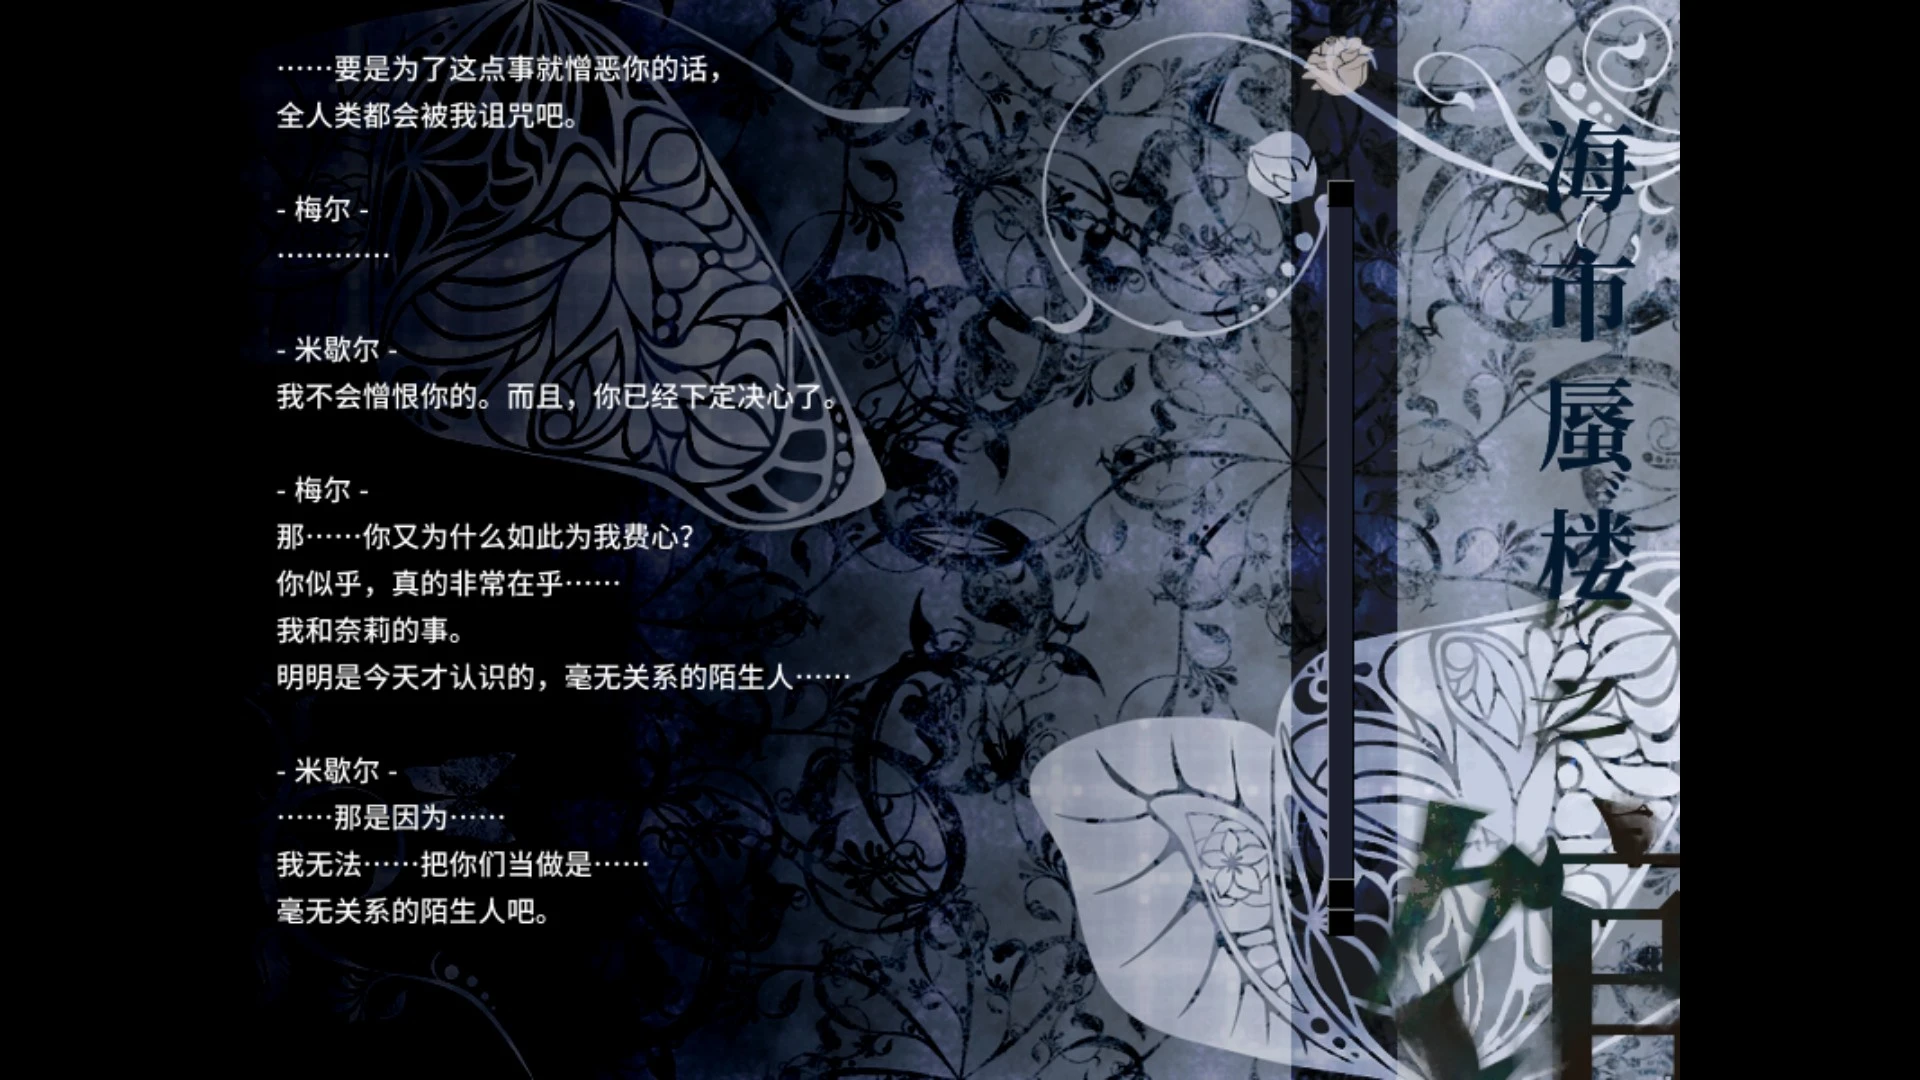 ……要是为了这点事就憎恶你的话，
全人类都会被我诅咒吧。
- 梅尔 -
…………
- 米歇尔 -
我不会憎恨你的。而且，你已经下定决心了。
- 梅尔 -
那……你又为什么如此为我费心？
你似乎，真的非常在乎……
我和奈莉的事。
明明是今天才认识的，毫无关系的陌生人……
- 米歇尔 -
……那是因为……
我无法……把你们当做是……
毫无关系的陌生人吧。
海市蜃楼之馆